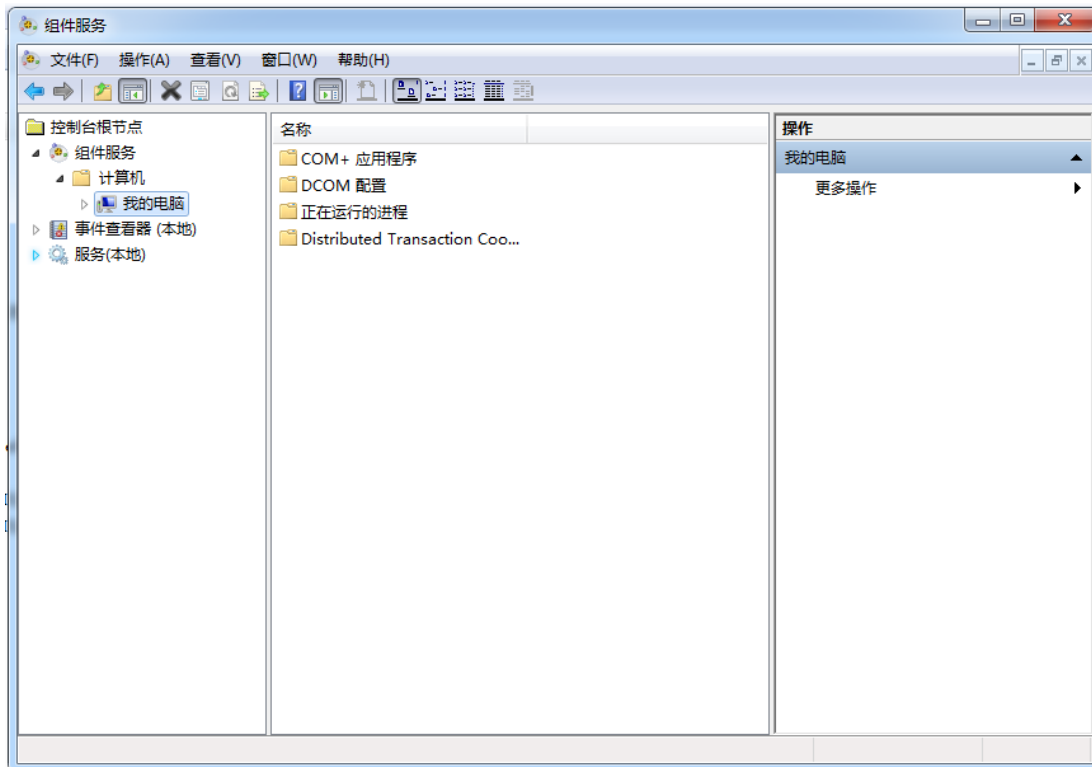 组件服务
文件(F) 操作(A) 查看(V) 窗口(W) 帮助(H)
控制台根节点
组件服务
计算机
我的电脑
事件查看器 (本地)
服务(本地)
名称
COM+ 应用程序
DCOM 配置
正在运行的进程
Distributed Transaction Coo...
操作
我的电脑
更多操作